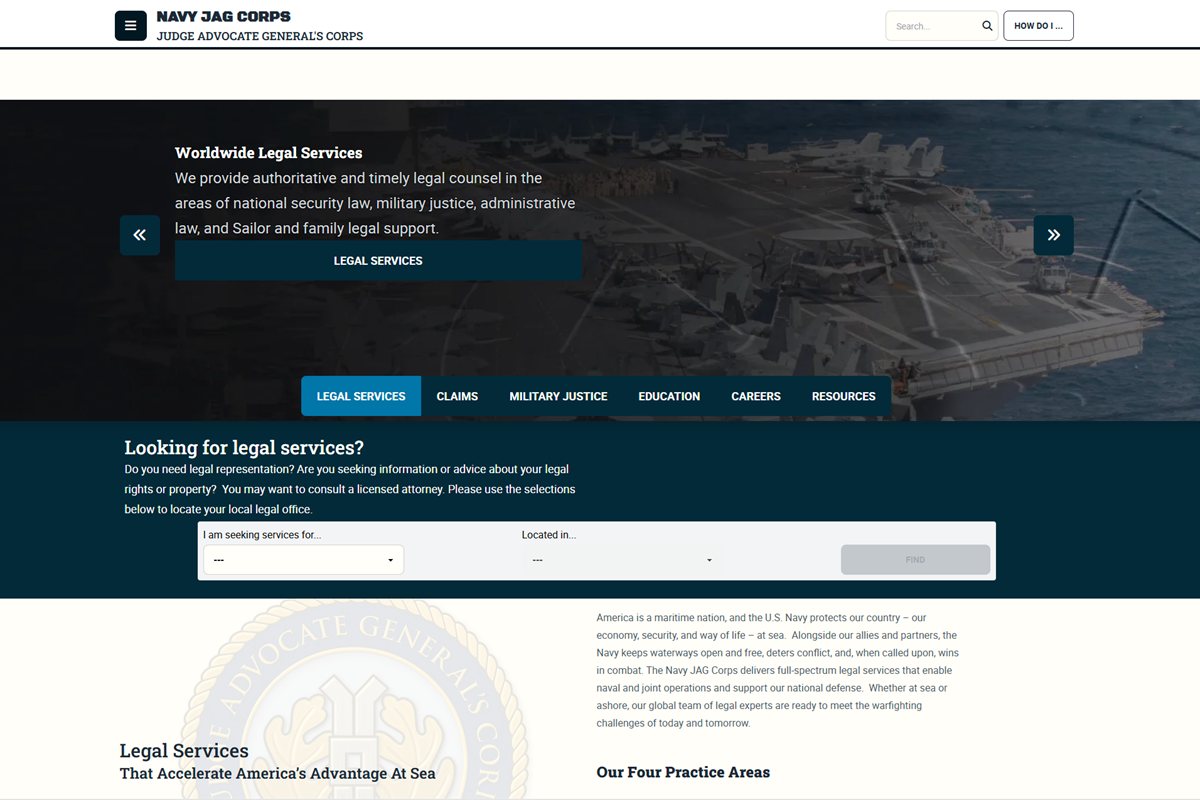 NAVY JAG CORPS
JUDGE ADVOCATE GENERAL'S CORPS
Search...
HOW DO I ...
Worldwide Legal Services
We provide authoritative and timely legal counsel in the
areas of national security law, military justice, administrative
law, and Sailor and family legal support.
LEGAL SERVICES
LEGAL SERVICES
CLAIMS
MILITARY JUSTICE
EDUCATION
CAREERS
RESOURCES
Looking for legal services?
Do you need legal representation? Are you seeking information or advice about your legal
rights or property?  You may want to consult a licensed attorney. Please use the selections
below to locate your local legal office.
I am seeking services for...
Located in...
---
---
FIND
JUDGE ADVOCATE GENERAL'S CORPS
Legal Services
That Accelerate America’s Advantage At Sea
America is a maritime nation, and the U.S. Navy protects our country – our
economy, security, and way of life – at sea.  Alongside our allies and partners, the
Navy keeps waterways open and free, deters conflict, and, when called upon, wins
in combat. The Navy JAG Corps delivers full-spectrum legal services that enable
naval and joint operations and support our national defense.  Whether at sea or
ashore, our global team of legal experts are ready to meet the warfighting
challenges of today and tomorrow.
Our Four Practice Areas